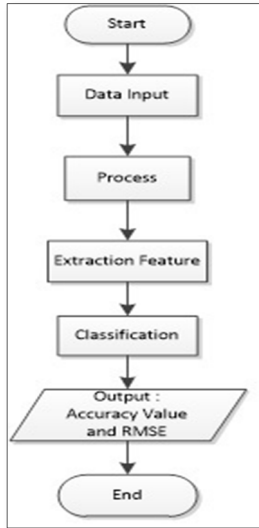 Start
Data Input
Process
Extraction Feature
Classification
Output :
Accuracy Value
and RMSE
End